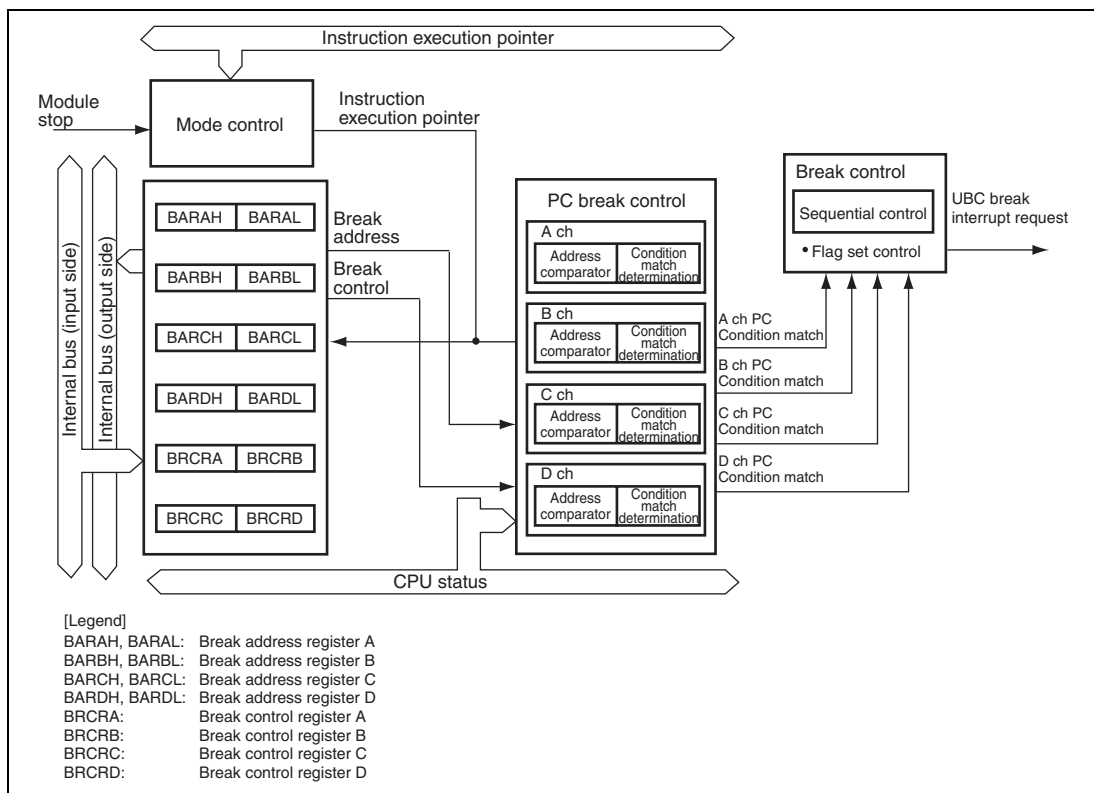 Instruction execution pointer
Module
stop
Mode control
Instruction
execution pointer
Internal bus (input side)
Internal bus (output side)
BARAH BARAL
BARBH BARBL
BARCH BARCL
BARDH BARDL
BRCRA BRCRB
BRCRC BRCRD
Break
address
Break
control
PC break control
A ch
Address
comparator
Condition
match
determination
B ch
Address
comparator
Condition
match
determination
C ch
Address
comparator
Condition
match
determination
D ch
Address
comparator
Condition
match
determination
A ch PC
Condition match
B ch PC
Condition match
C ch PC
Condition match
D ch PC
Condition match
Break control
Sequential control
• Flag set control
UBC break
interrupt request
CPU status
[Legend]
BARAH, BARAL: Break address register A
BARBH, BARBL: Break address register B
BARCH, BARCL: Break address register C
BARDH, BARDL: Break address register D
BRCRA: Break control register A
BRCRB: Break control register B
BRCRC: Break control register C
BRCRD: Break control register D